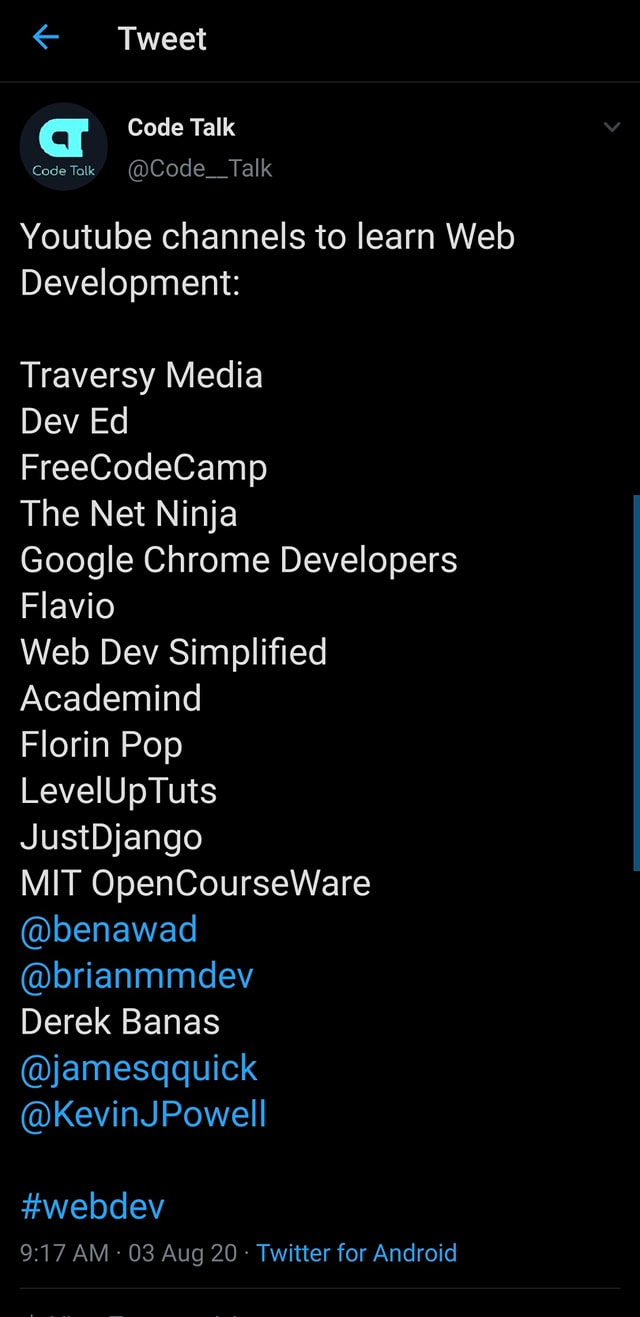 Tweet
Code Talk
Code Talk
@Code__Talk
Youtube channels to learn Web
Development:
Traversy Media
Dev Ed
FreeCodeCamp
The Net Ninja
Google Chrome Developers
Flavio
Web Dev Simplified
Academind
Florin Pop
LevelUpTuts
JustDjango
MIT OpenCourseWare
@benawad
@brianmmdev
Derek Banas
@jamesqquick
@KevinJPowell
#webdev
9:17 AM · 03 Aug 20 · Twitter for Android